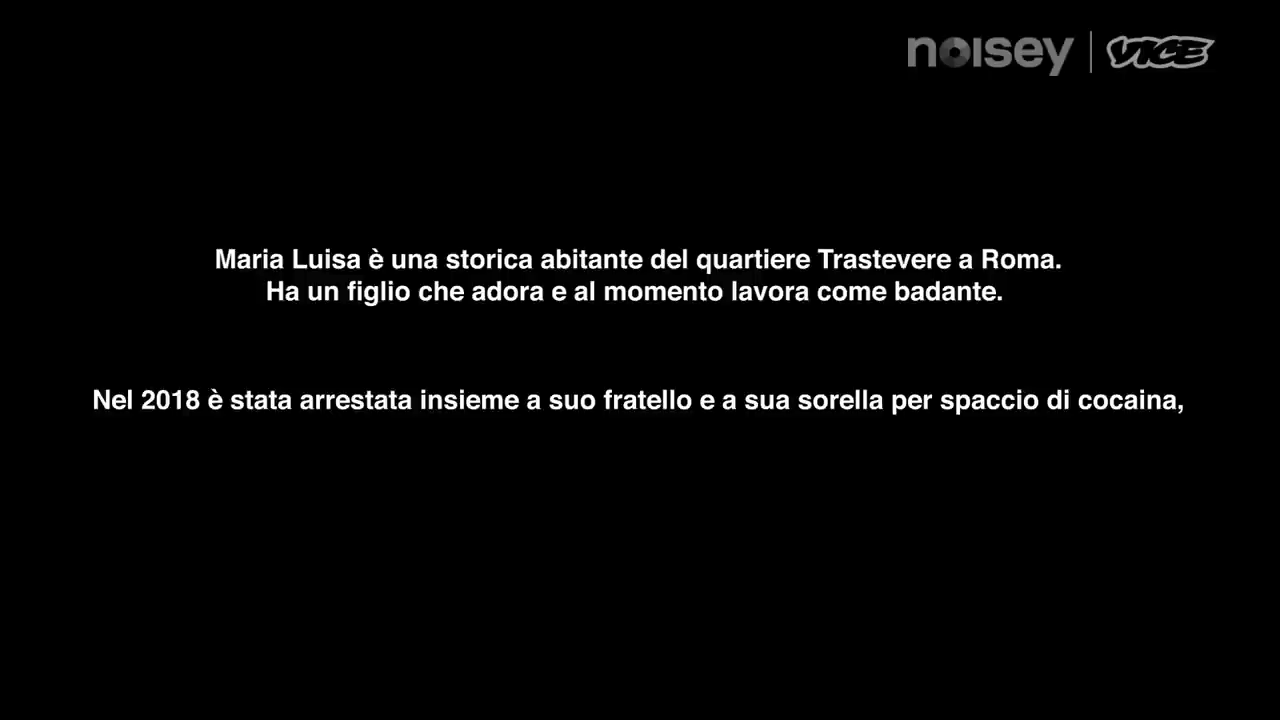 noisey | VICE
Maria Luisa è una storica abitante del quartiere Trastevere a Roma.
Ha un figlio che adora e al momento lavora come badante.
Nel 2018 è stata arrestata insieme a suo fratello e a sua sorella per spaccio di cocaina,